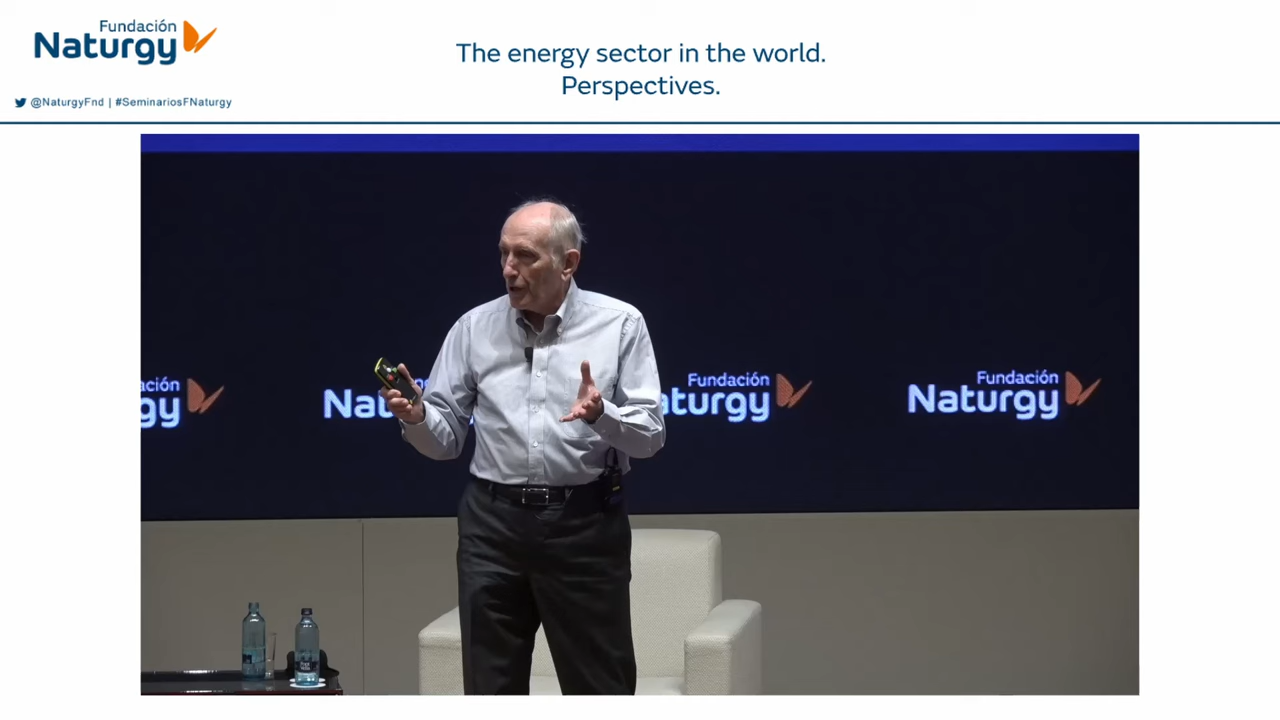 Fundación
Naturgy
@NaturgyFnd | #SeminariosFNaturgy
The energy sector in the world.
Perspectives.
Fundación
Naturgy
Fundación
Naturgy